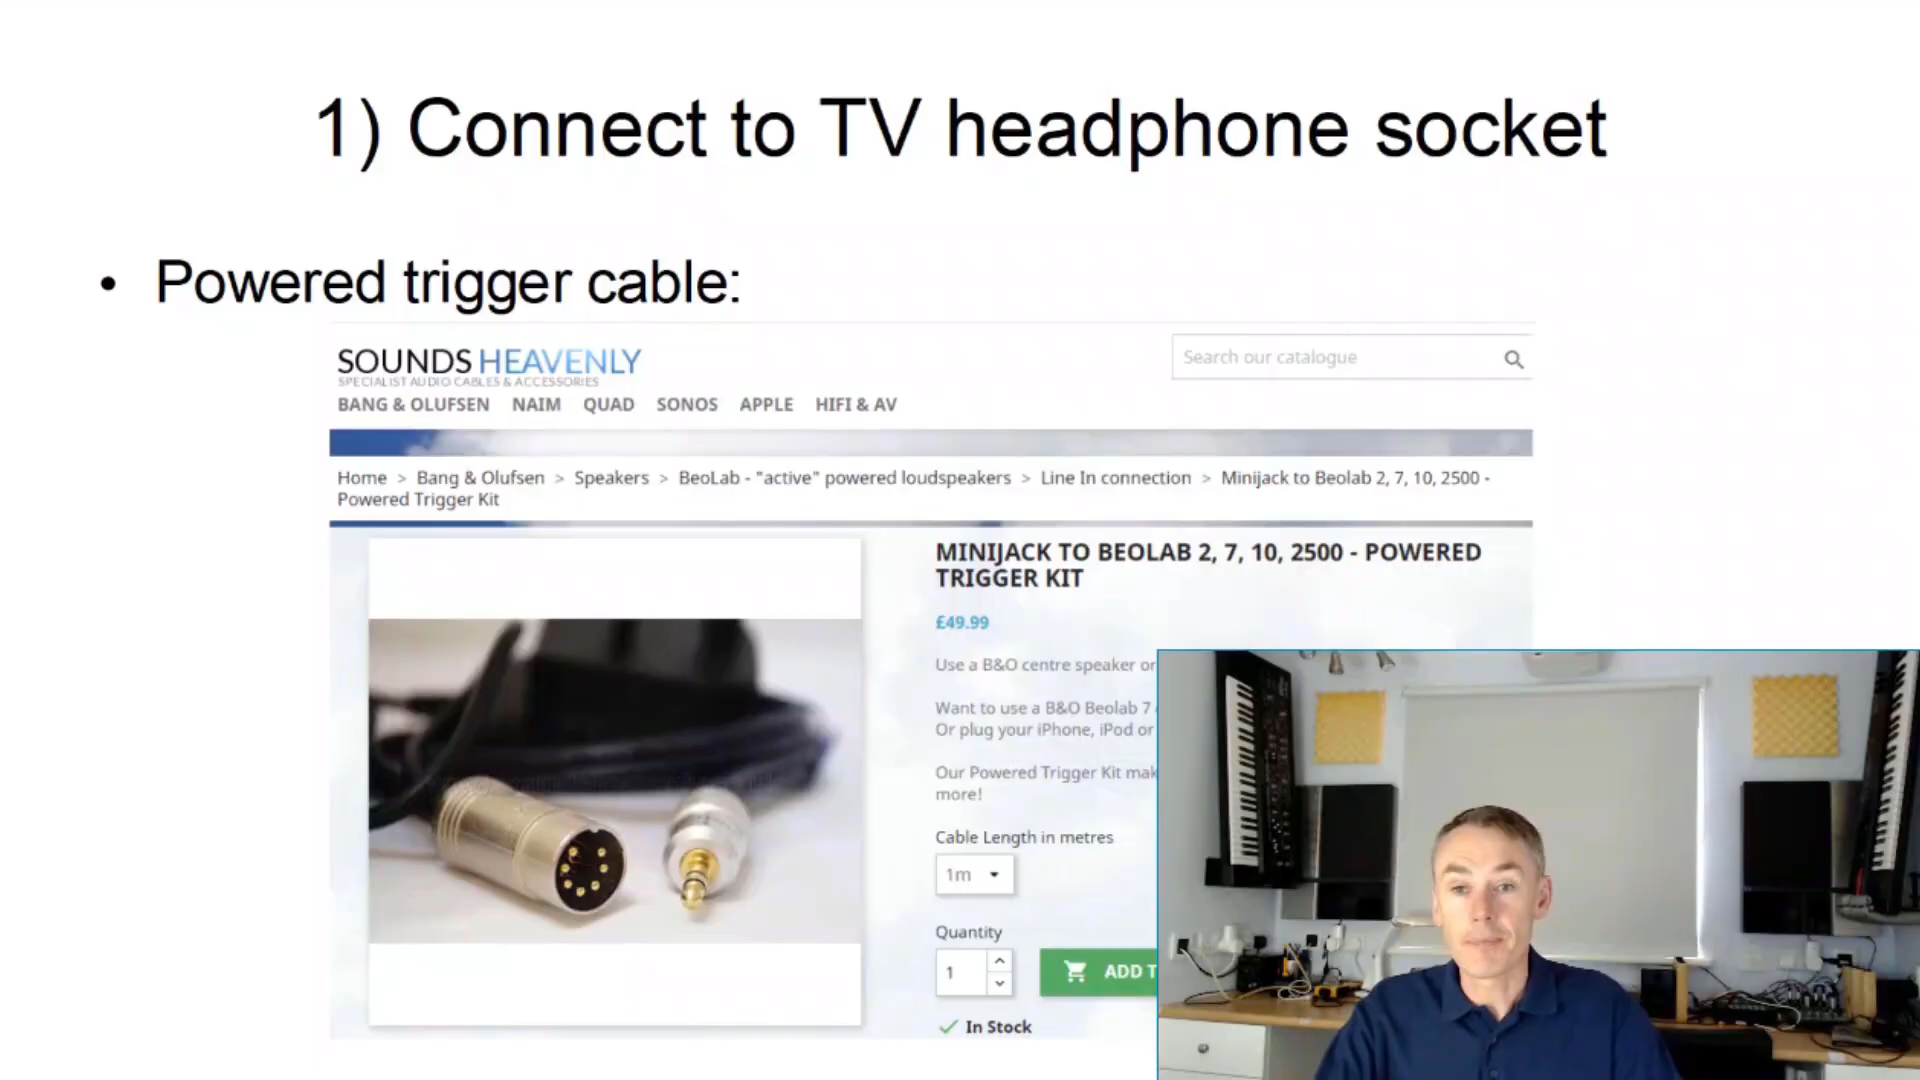 1) Connect to TV headphone socket
• Powered trigger cable:
SOUNDS HEAVENLY
SPECIALIST AUDIO CABLES & ACCESSORIES
Search our catalogue
BANG & OLUFSEN NAIM QUAD SONOS APPLE HIFI & AV
Home > Bang & Olufsen > Speakers > BeoLab - "active" powered loudspeakers > Line In connection > Minijack to Beolab 2, 7, 10, 2500 -
Powered Trigger Kit
MINIJACK TO BEOLAB 2, 7, 10, 2500 - POWERED
TRIGGER KIT
£49.99
Use a B&O centre speaker or
Want to use a B&O Beolab 7
Or plug your iPhone, iPod or
Our Powered Trigger Kit mak
more!
Cable Length in metres
1m
Quantity
1
ADD T
In Stock